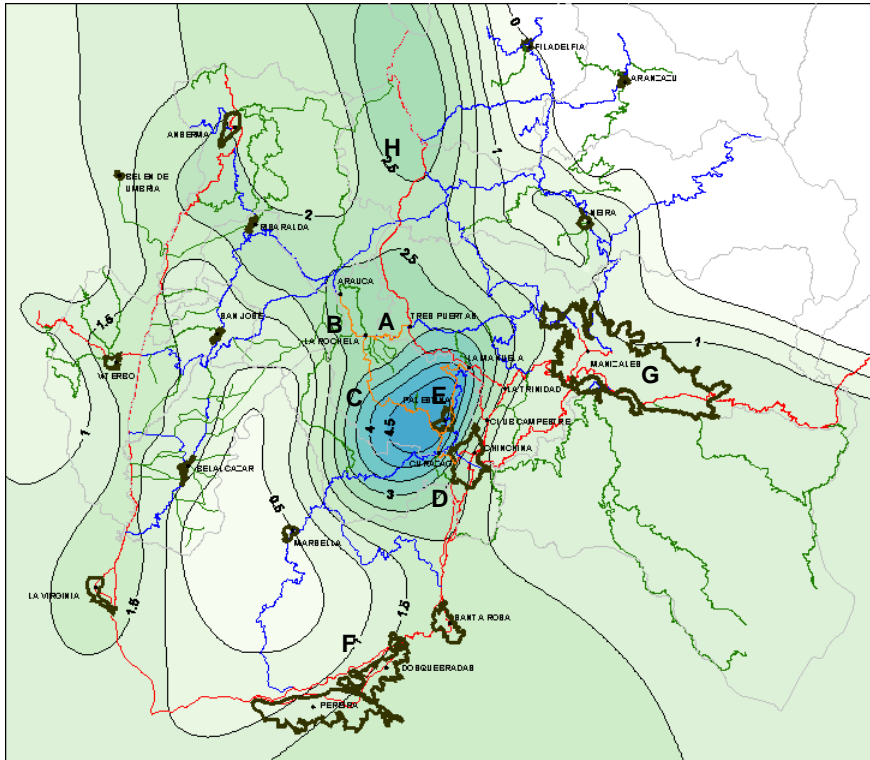 0
FILADELFIA
ARANZAZU
ANSERMA
1
H
2.5
BELEN DE
UMBRIA
2
NEIRA
RISARALDA
2.5
ARAUCA
1.5
SAN JOSE
B
A
TRES PUERTAS
LA ROCHELA
1
VITERBO
LA MANUELA
MANIZALES
G
C
E
PALESTINA
LA TRINIDAD
4
4.5
CLUB CAMPESTRE
1
CHINCHINA
BELALCAZAR
0.5
3
D
MARBELLA
LA VIRGINIA
1.5
1.5
SANTA ROSA
F
1
DOSQUEBRADAS
PEREIRA